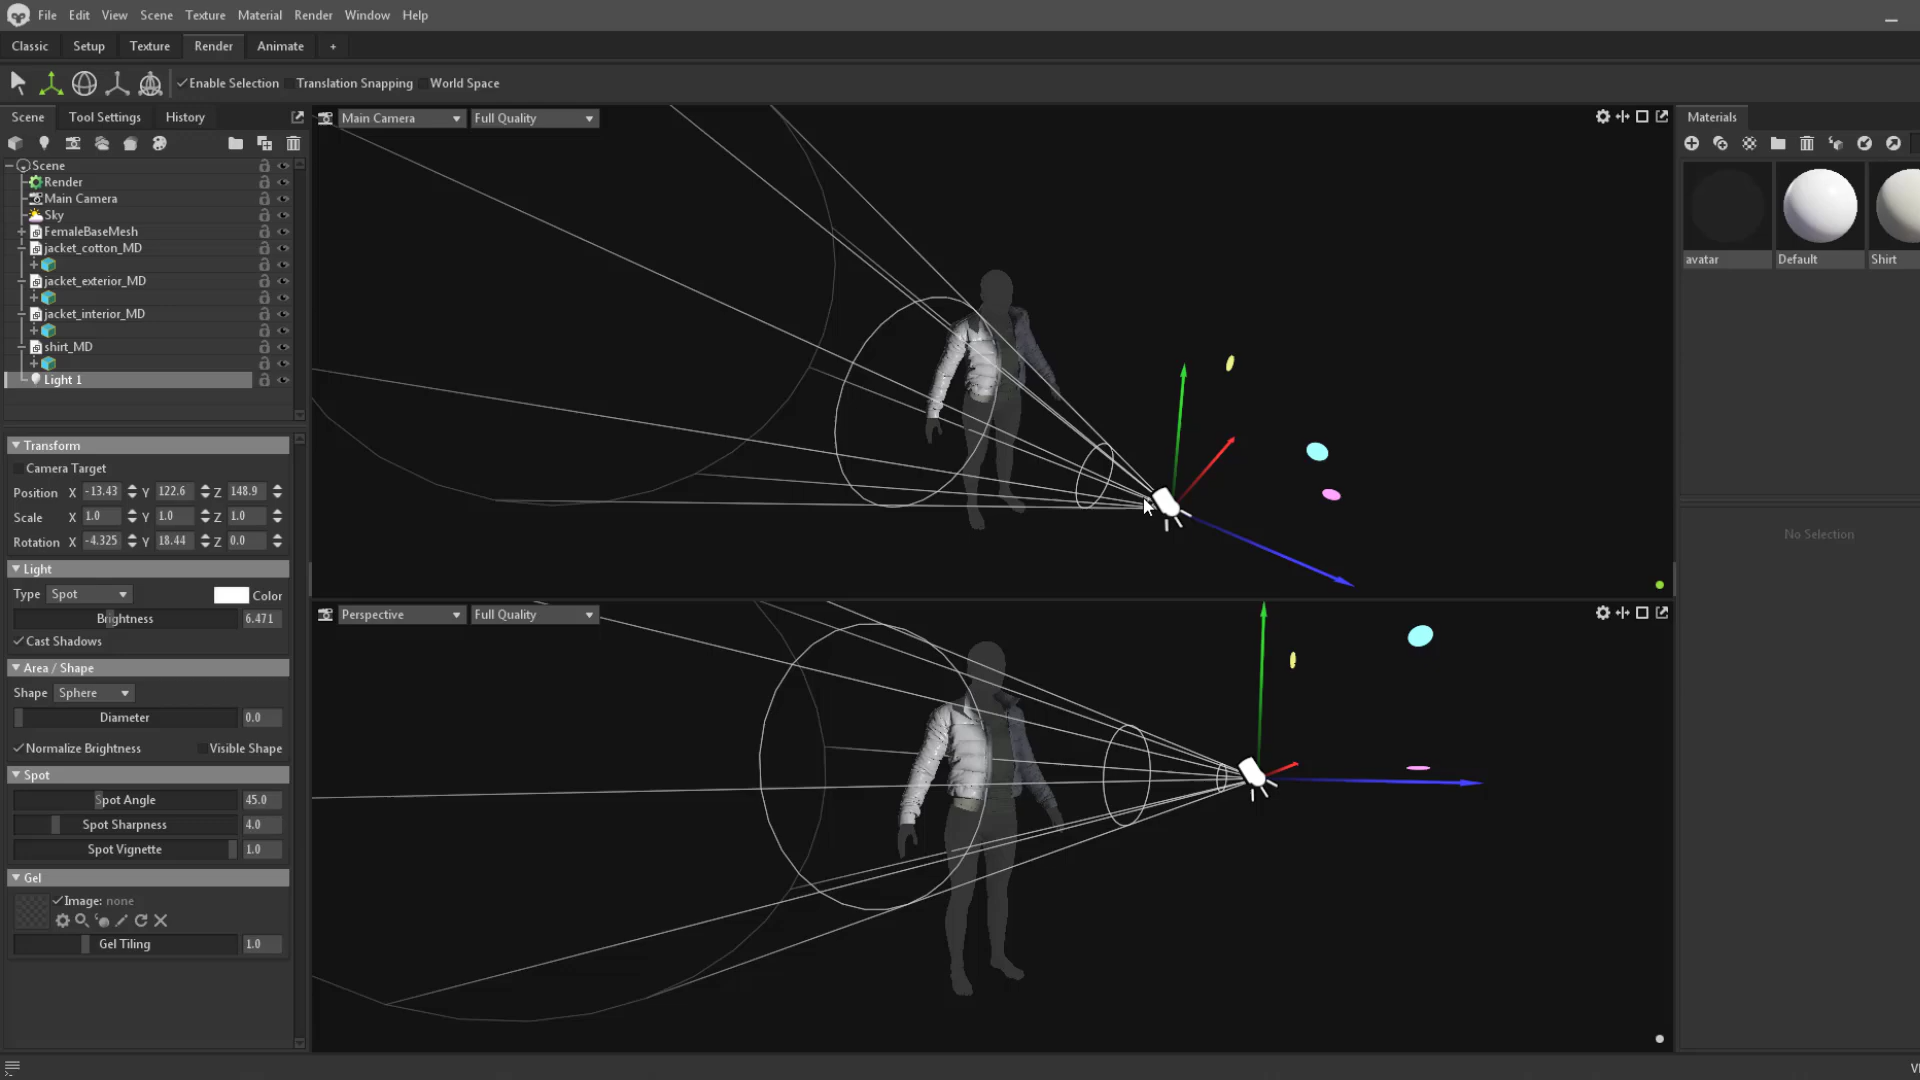 File Edit View Scene Texture Material Render Window Help
Classic Setup Texture Render Animate +
Enable Selection Translation Snapping World Space
Scene Tool Settings History
Main Camera Full Quality
Materials
Scene
Render
Main Camera
Sky
FemaleBaseMesh
jacket_cotton_MD
jacket_exterior_MD
jacket_interior_MD
shirt_MD
Light 1
avatar Default Shirt
Transform
Camera Target
Position X -13.43 Y 122.6 Z 148.9
Scale X 1.0 Y 1.0 Z 1.0
Rotation X -4.325 Y 18.44 Z 0.0
No Selection
Light
Type Spot Color
Brightness 6.471
Cast Shadows
Perspective Full Quality
Area / Shape
Shape Sphere
Diameter 0.0
Normalize Brightness Visible Shape
Spot
Spot Angle 45.0
Spot Sharpness 4.0
Spot Vignette 1.0
Gel
Image: none
Gel Tiling 1.0